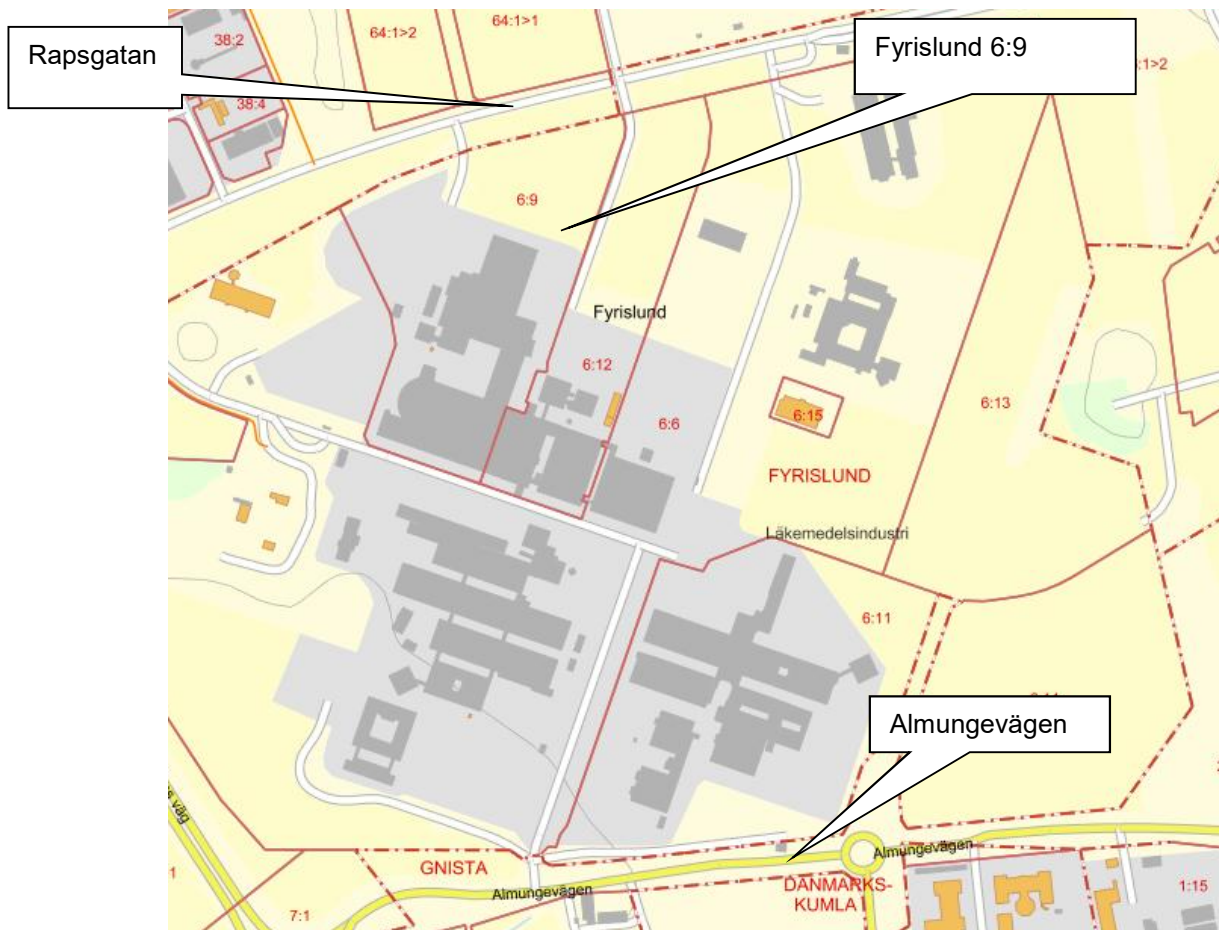 Rapsgatan
Fyrislund 6:9
38:2
64:1>2
64:1>1
:1>2
38:4
6:9
Fyrislund
6:12
6:6
6:15
6:13
FYRISLUND
Läkemedelsindustri
6:11
Almungevägen
s väg
Almungevägen
GNISTA
Almungevägen
DANMARKS-
KUMLA
1
7:1
1:15